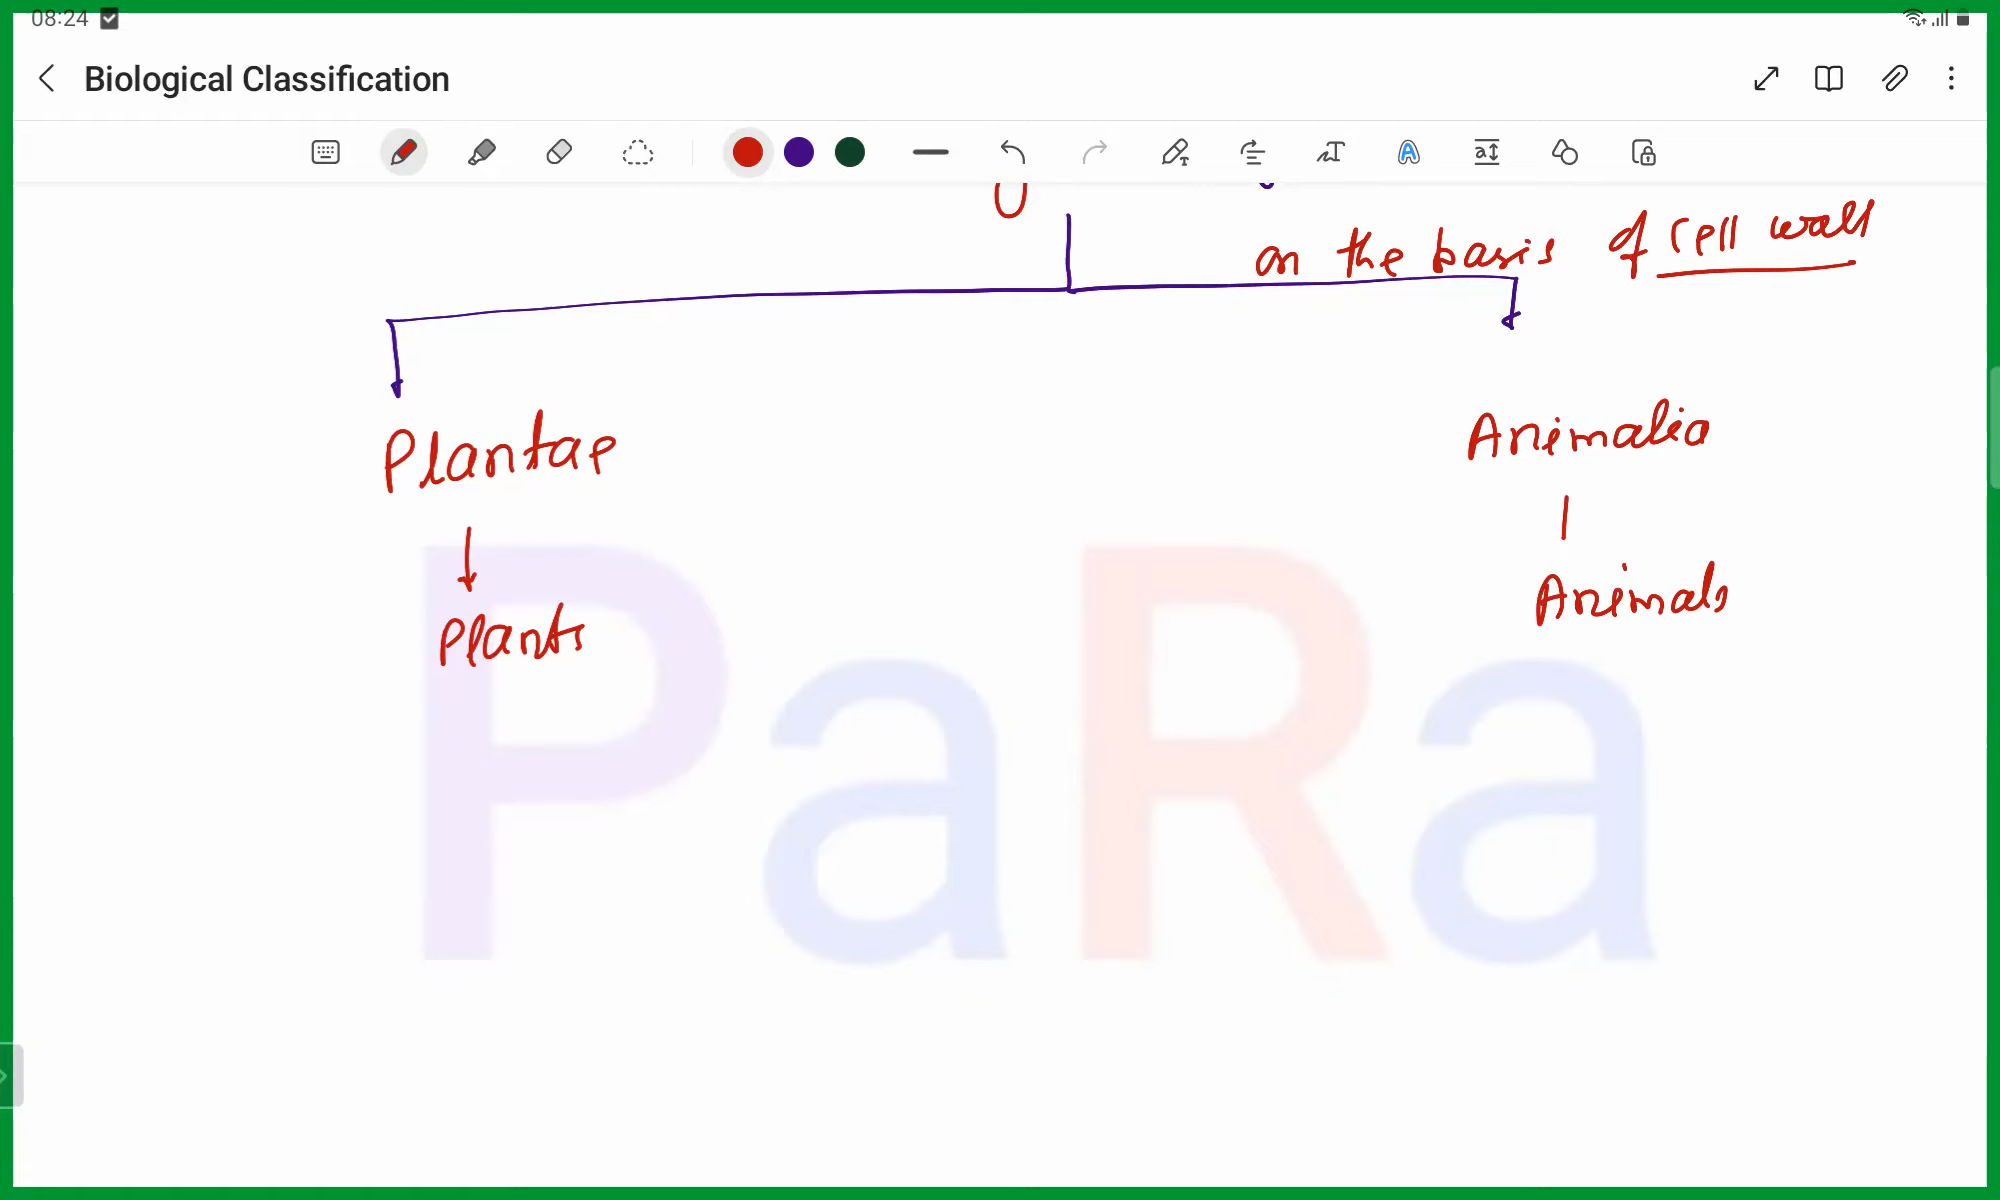 08:24
Biological Classification
on the basis of cell wall
Plantae
Animalia
Plants
Animals
PaRa